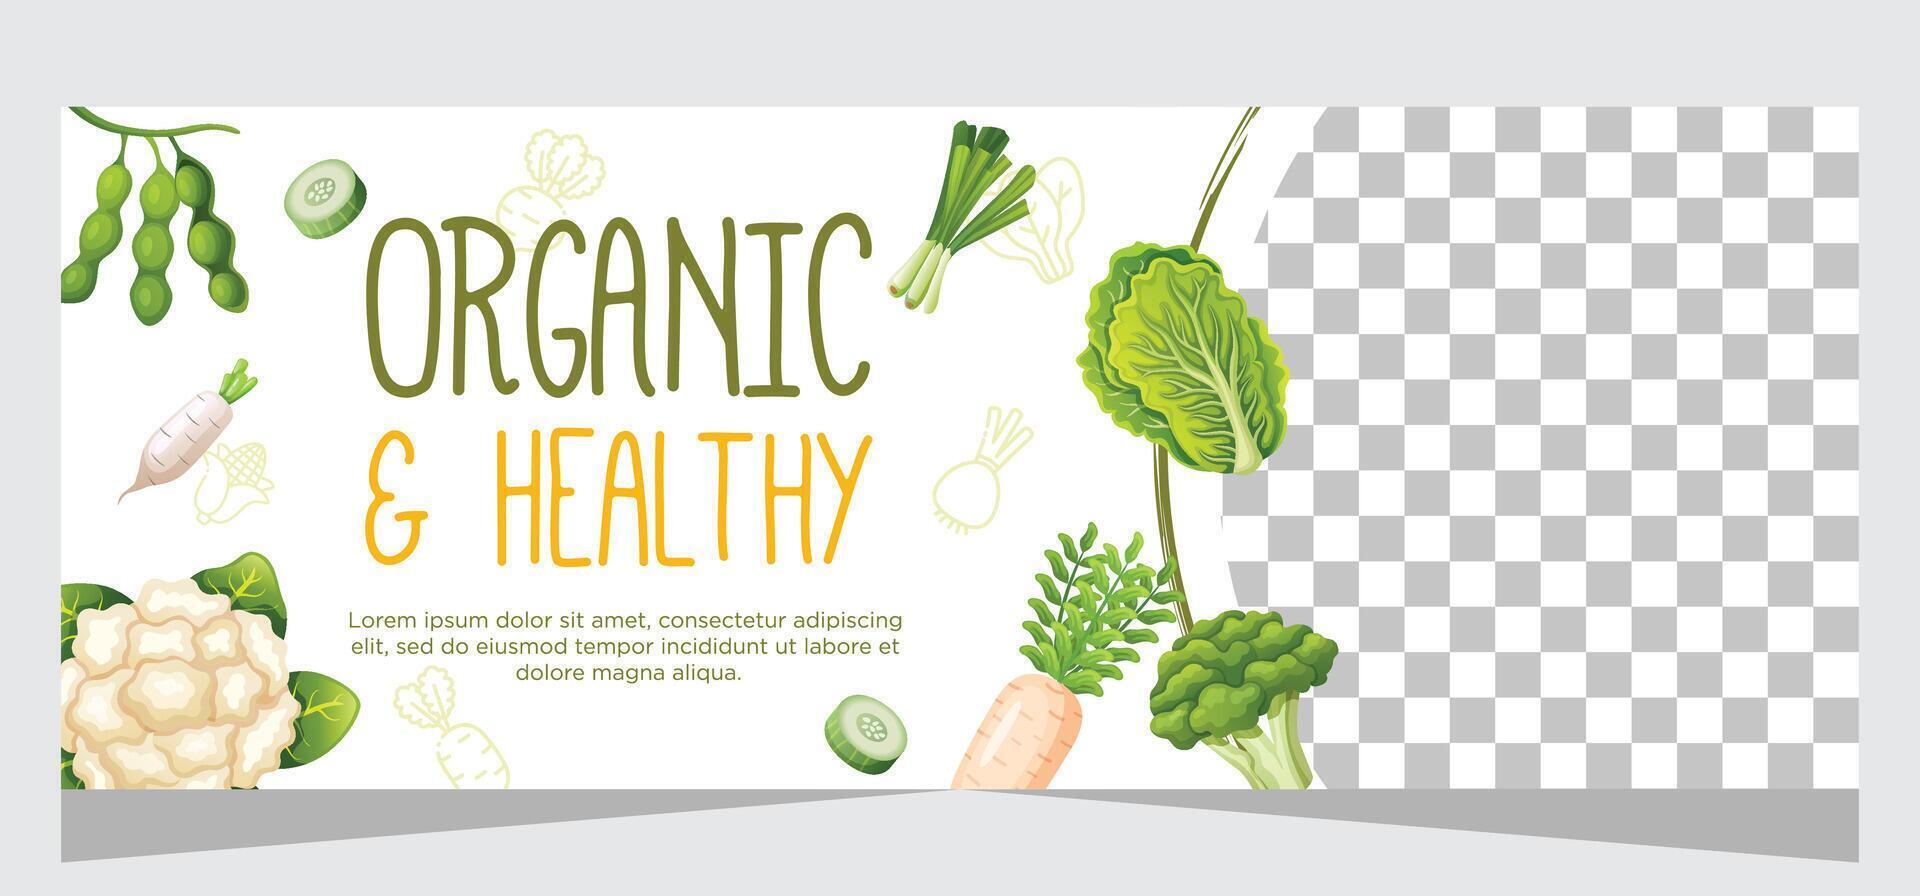 ORGANIC
& HEALTHY
Lorem ipsum dolor sit amet, consectetur adipiscing
elit, sed do eiusmod tempor incididunt ut labore et
dolore magna aliqua.